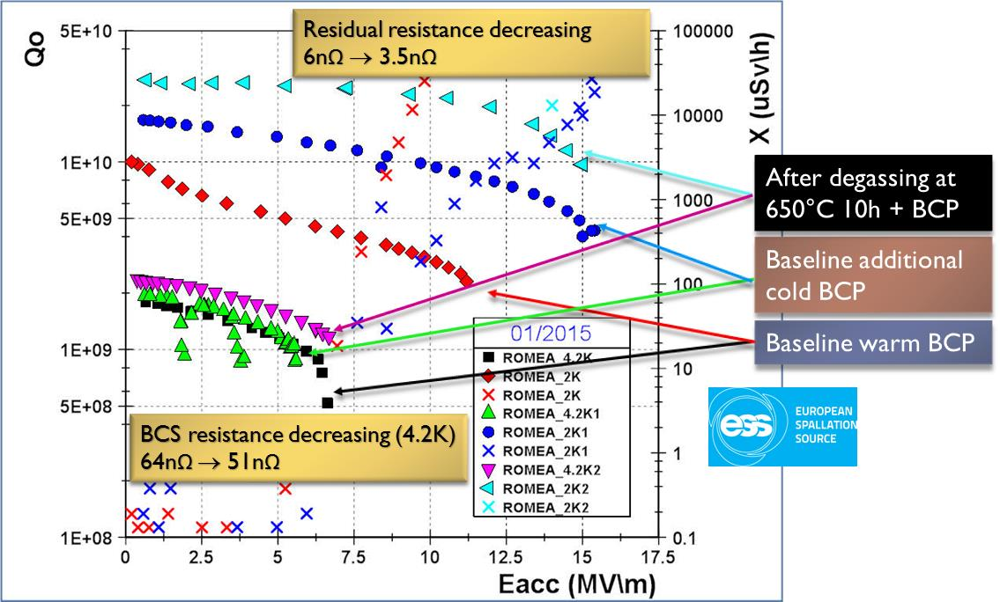 Residual resistance decreasing
6nΩ → 3.5nΩ
Qo
5E+10
1E+10
5E+09
1E+09
5E+08
1E+08
100000
10000
1000
100
10
1
0.1
X (uSv\h)
After degassing at
650°C 10h + BCP
Baseline additional
cold BCP
Baseline warm BCP
01/2015
ROMEA_4.2K
ROMEA_2K
ROMEA_2K
ROMEA_4.2K1
ROMEA_2K1
ROMEA_2K1
ROMEA_4.2K2
ROMEA_2K2
ROMEA_2K2
ess
EUROPEAN
SPALLATION
SOURCE
BCS resistance decreasing (4.2K)
64nΩ → 51nΩ
0 2.5 5 7.5 10 12.5 15 17.5
Eacc (MV\m)